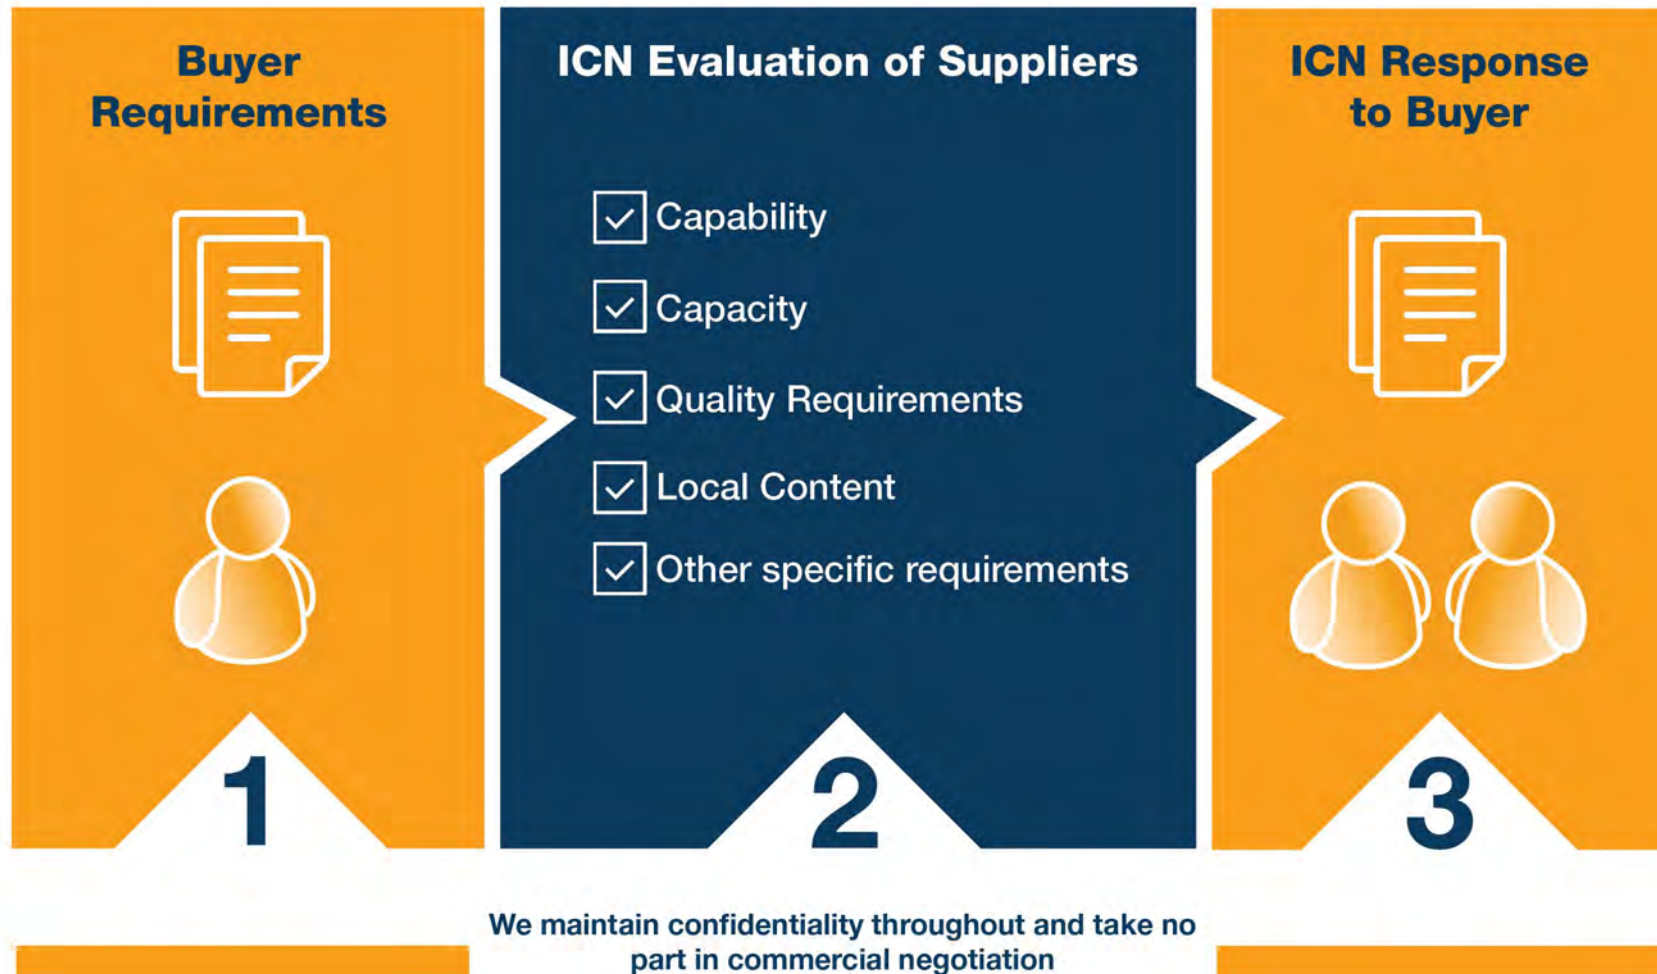 Buyer
Requirements
1
ICN Evaluation of Suppliers
Capability
Capacity
Quality Requirements
Local Content
Other specific requirements
2
ICN Response
to Buyer
3
We maintain confidentiality throughout and take no
part in commercial negotiation